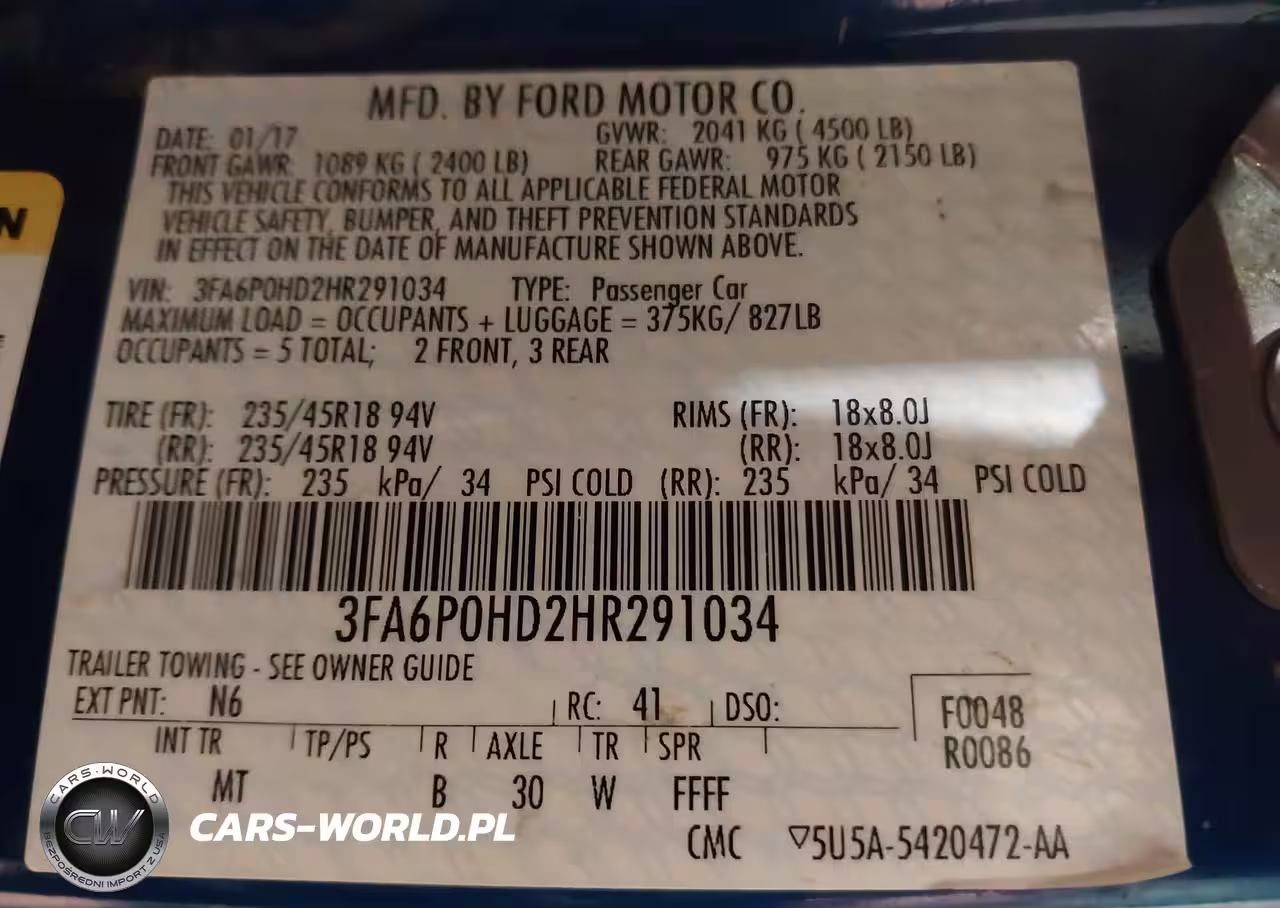 MFD. BY FORD MOTOR CO.
DATE: 01/17 GVWR: 2041 KG ( 4500 LB)
FRONT GAWR: 1089 KG ( 2400 LB) REAR GAWR: 975 KG ( 2150 LB)
THIS VEHICLE CONFORMS TO ALL APPLICABLE FEDERAL MOTOR
VEHICLE SAFETY, BUMPER, AND THEFT PREVENTION STANDARDS
IN EFFECT ON THE DATE OF MANUFACTURE SHOWN ABOVE.
VIN: 3FA6P0HD2HR291034 TYPE: Passenger Car
MAXIMUM LOAD = OCCUPANTS + LUGGAGE = 375KG/ 827LB
OCCUPANTS = 5 TOTAL; 2 FRONT, 3 REAR
TIRE (FR): 235/45R18 94V RIMS (FR): 18x8.0J
(RR): 235/45R18 94V (RR): 18x8.0J
PRESSURE (FR): 235 kPa/ 34 PSI COLD (RR): 235 kPa/ 34 PSI COLD
3FA6P0HD2HR291034
TRAILER TOWING - SEE OWNER GUIDE
EXT PNT: N6 RC: 41 DSO:
F0048
R0086
INT TR TP/PS R AXLE TR SPR
MT B 30 W FFFF
CMC ▽5U5A-5420472-AA
CARS-WORLD
CW
BEZPOŚREDNI IMPORT Z USA
CARS-WORLD.PL